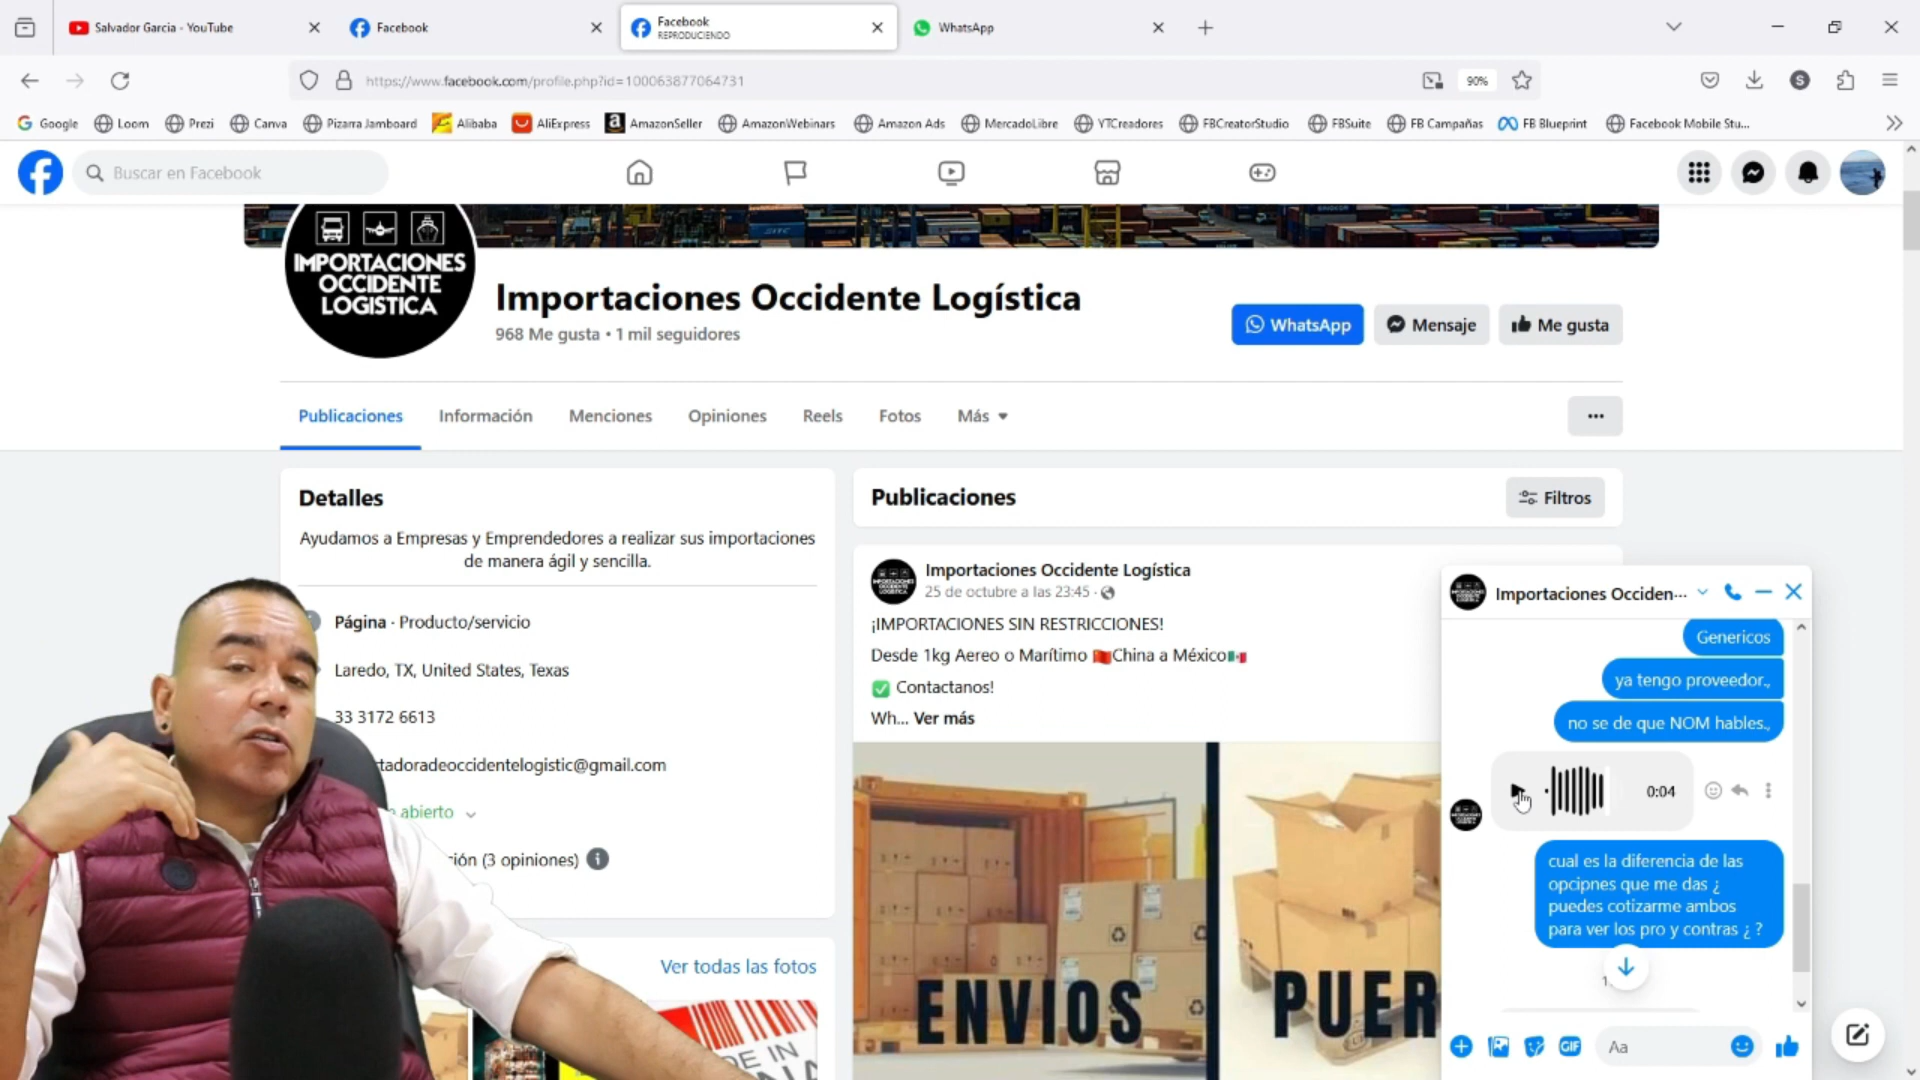 Salvador Garcia - YouTube
Facebook
Facebook
REPRODUCIENDO
WhatsApp
https://www.facebook.com/profile.php?id=100063877064731
90%
S
Google
Loom
Prezi
Canva
Pizarra Jamboard
Alibaba
AliExpress
AmazonSeller
AmazonWebinars
Amazon Ads
MercadoLibre
YTCreadores
FBCreatorStudio
FBSuite
FB Campañas
FB Blueprint
Facebook Mobile Stu...
Buscar en Facebook
IMPORTACIONES
OCCIDENTE
LOGISTICA
Importaciones Occidente Logística
968 Me gusta • 1 mil seguidores
WhatsApp
Mensaje
Me gusta
Publicaciones
Información
Menciones
Opiniones
Reels
Fotos
Más
Detalles
Ayudamos a Empresas y Emprendedores a realizar sus importaciones
de manera ágil y sencilla.
Página · Producto/servicio
Laredo, TX, United States, Texas
33 3172 6613
tadoradeoccidentelogistic@gmail.com
abierto
ión (3 opiniones)
Ver todas las fotos
DE IN
Publicaciones
Filtros
Importaciones Occidente Logística
25 de octubre a las 23:45 ·
¡IMPORTACIONES SIN RESTRICCIONES!
Desde 1kg Aereo o Marítimo 🇨🇳China a México🇲🇽
✅ Contactanos!
Wh... Ver más
ENVIOS
PUER
Importaciones Occiden...
Genericos
ya tengo proveedor.,
no se de que NOM hables.,
0:04
cual es la diferencia de las
opcipnes que me das ¿
puedes cotizarme ambos
para ver los pro y contras ¿ ?
GIF
Aa